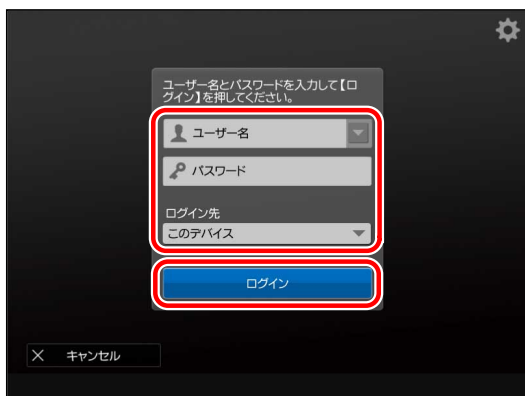 ユーザー名とパスワードを入力して【ロ
グイン】を押してください。
ユーザー名
パスワード
ログイン先
このデバイス
ログイン
キャンセル